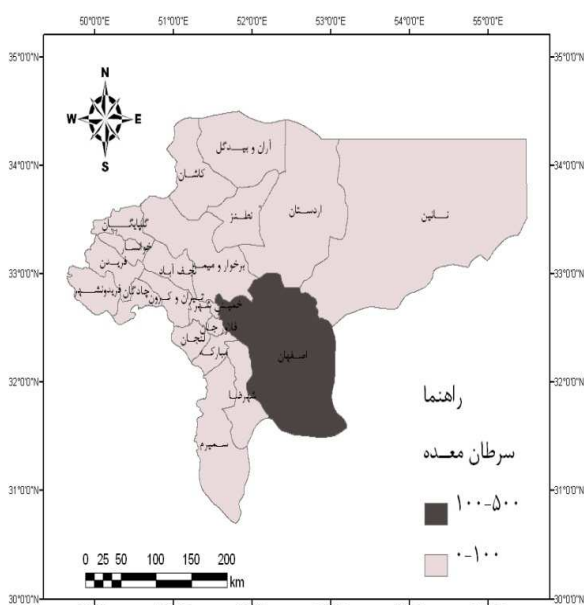 50°0'0"E 51°0'0"E 52°0'0"E 53°0'0"E 54°0'0"E 55°0'0"E
35°0'0"N 35°0'0"N
N
W E
S
34°0'0"N 34°0'0"N
آران و بیدگل
کاشان
نطنز
اردستان
نائین
گلپایگان
خوانسار
فریدن
33°0'0"N 33°0'0"N
برخوار و میمه
نجف آباد
فریدونشهر
چادگان
تیران و کرون
خمینی شهر
فلاورجان
لنجان
مبارکه
اصفهان
32°0'0"N 32°0'0"N
شهرضا
سمیرم
راهنما
سرطان معده
۱۰۰-۵۰۰
۰-۱۰۰
31°0'0"N 31°0'0"N
0 25 50 100 150 200
km
30°0'0"N 30°0'0"N